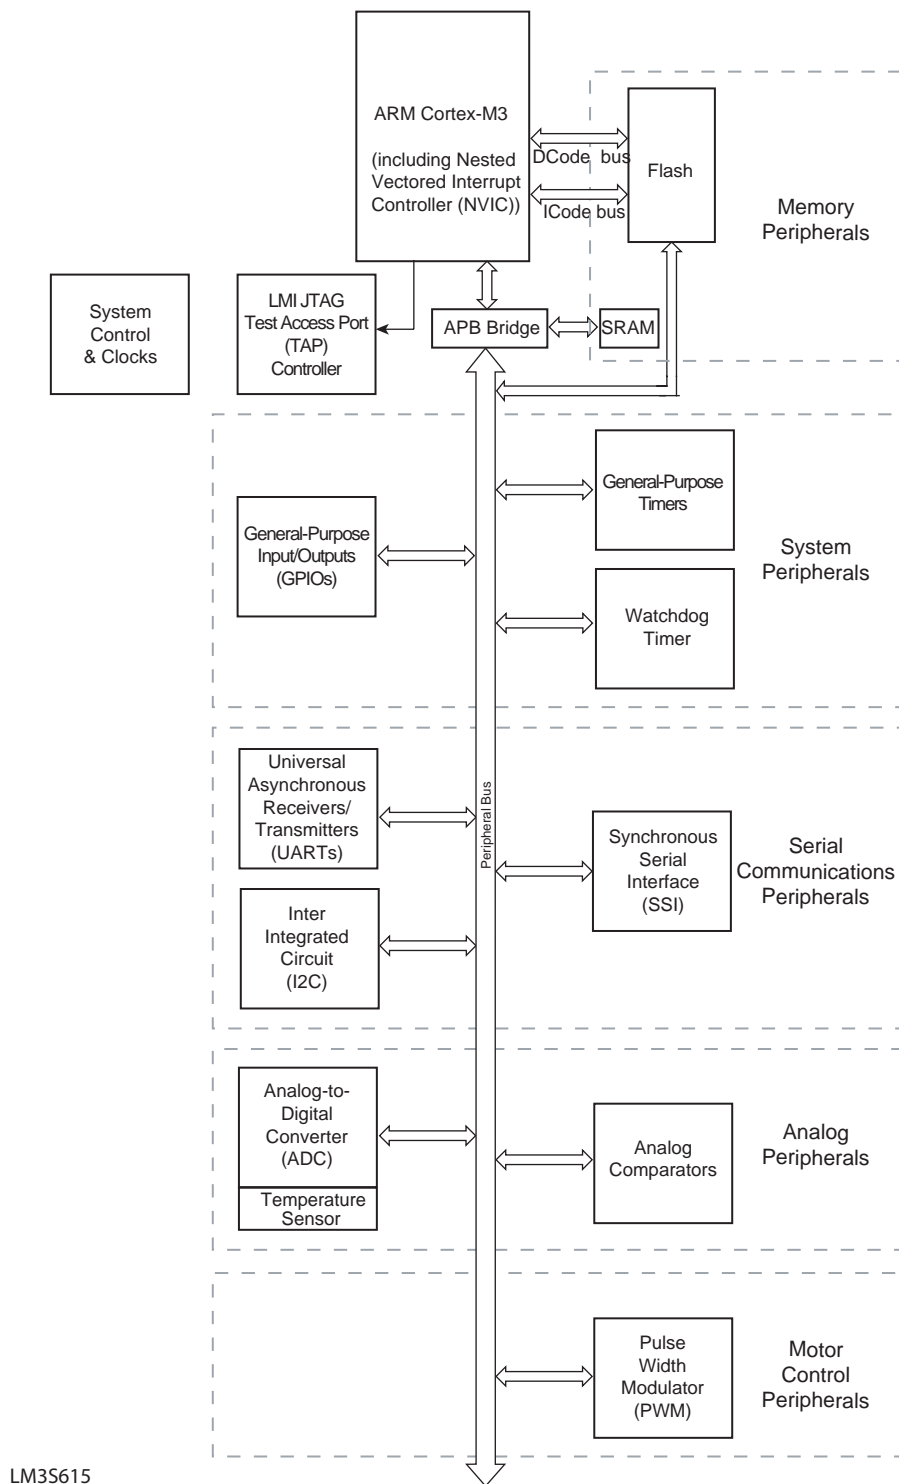 ARM Cortex-M3
(including Nested
Vectored Interrupt
Controller (NVIC))
DCode bus
ICode bus
Flash
Memory
Peripherals
System
Control
& Clocks
LMI JTAG
Test Access Port
(TAP)
Controller
APB Bridge
SRAM
General-Purpose
Input/Outputs
(GPIOs)
General-Purpose
Timers
Watchdog
Timer
System
Peripherals
Peripheral Bus
Universal
Asynchronous
Receivers/
Transmitters
(UARTs)
Inter
Integrated
Circuit
(I2C)
Synchronous
Serial
Interface
(SSI)
Serial
Communications
Peripherals
Analog-to-
Digital
Converter
(ADC)
Temperature
Sensor
Analog
Comparators
Analog
Peripherals
Pulse
Width
Modulator
(PWM)
Motor
Control
Peripherals
LM3S615